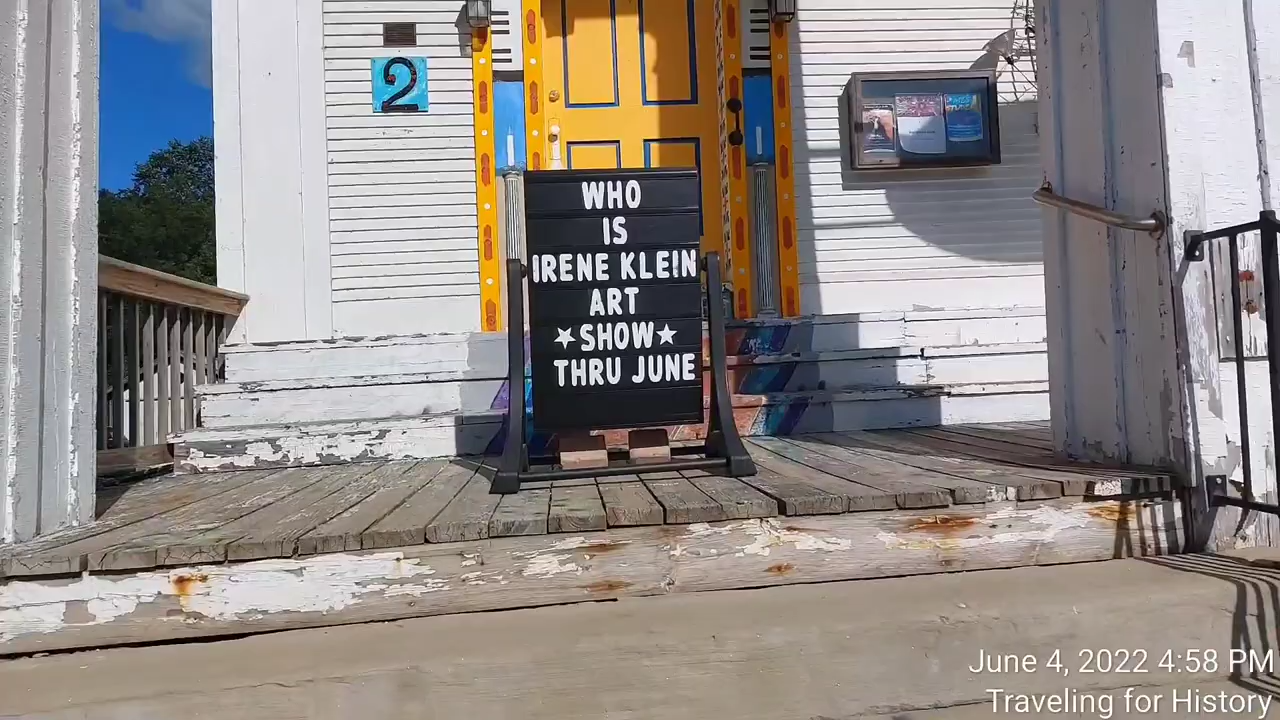 2
WHO
IS
IRENE KLEIN
ART
★SHOW★
THRU JUNE
June 4, 2022 4:58 PM
Traveling for History